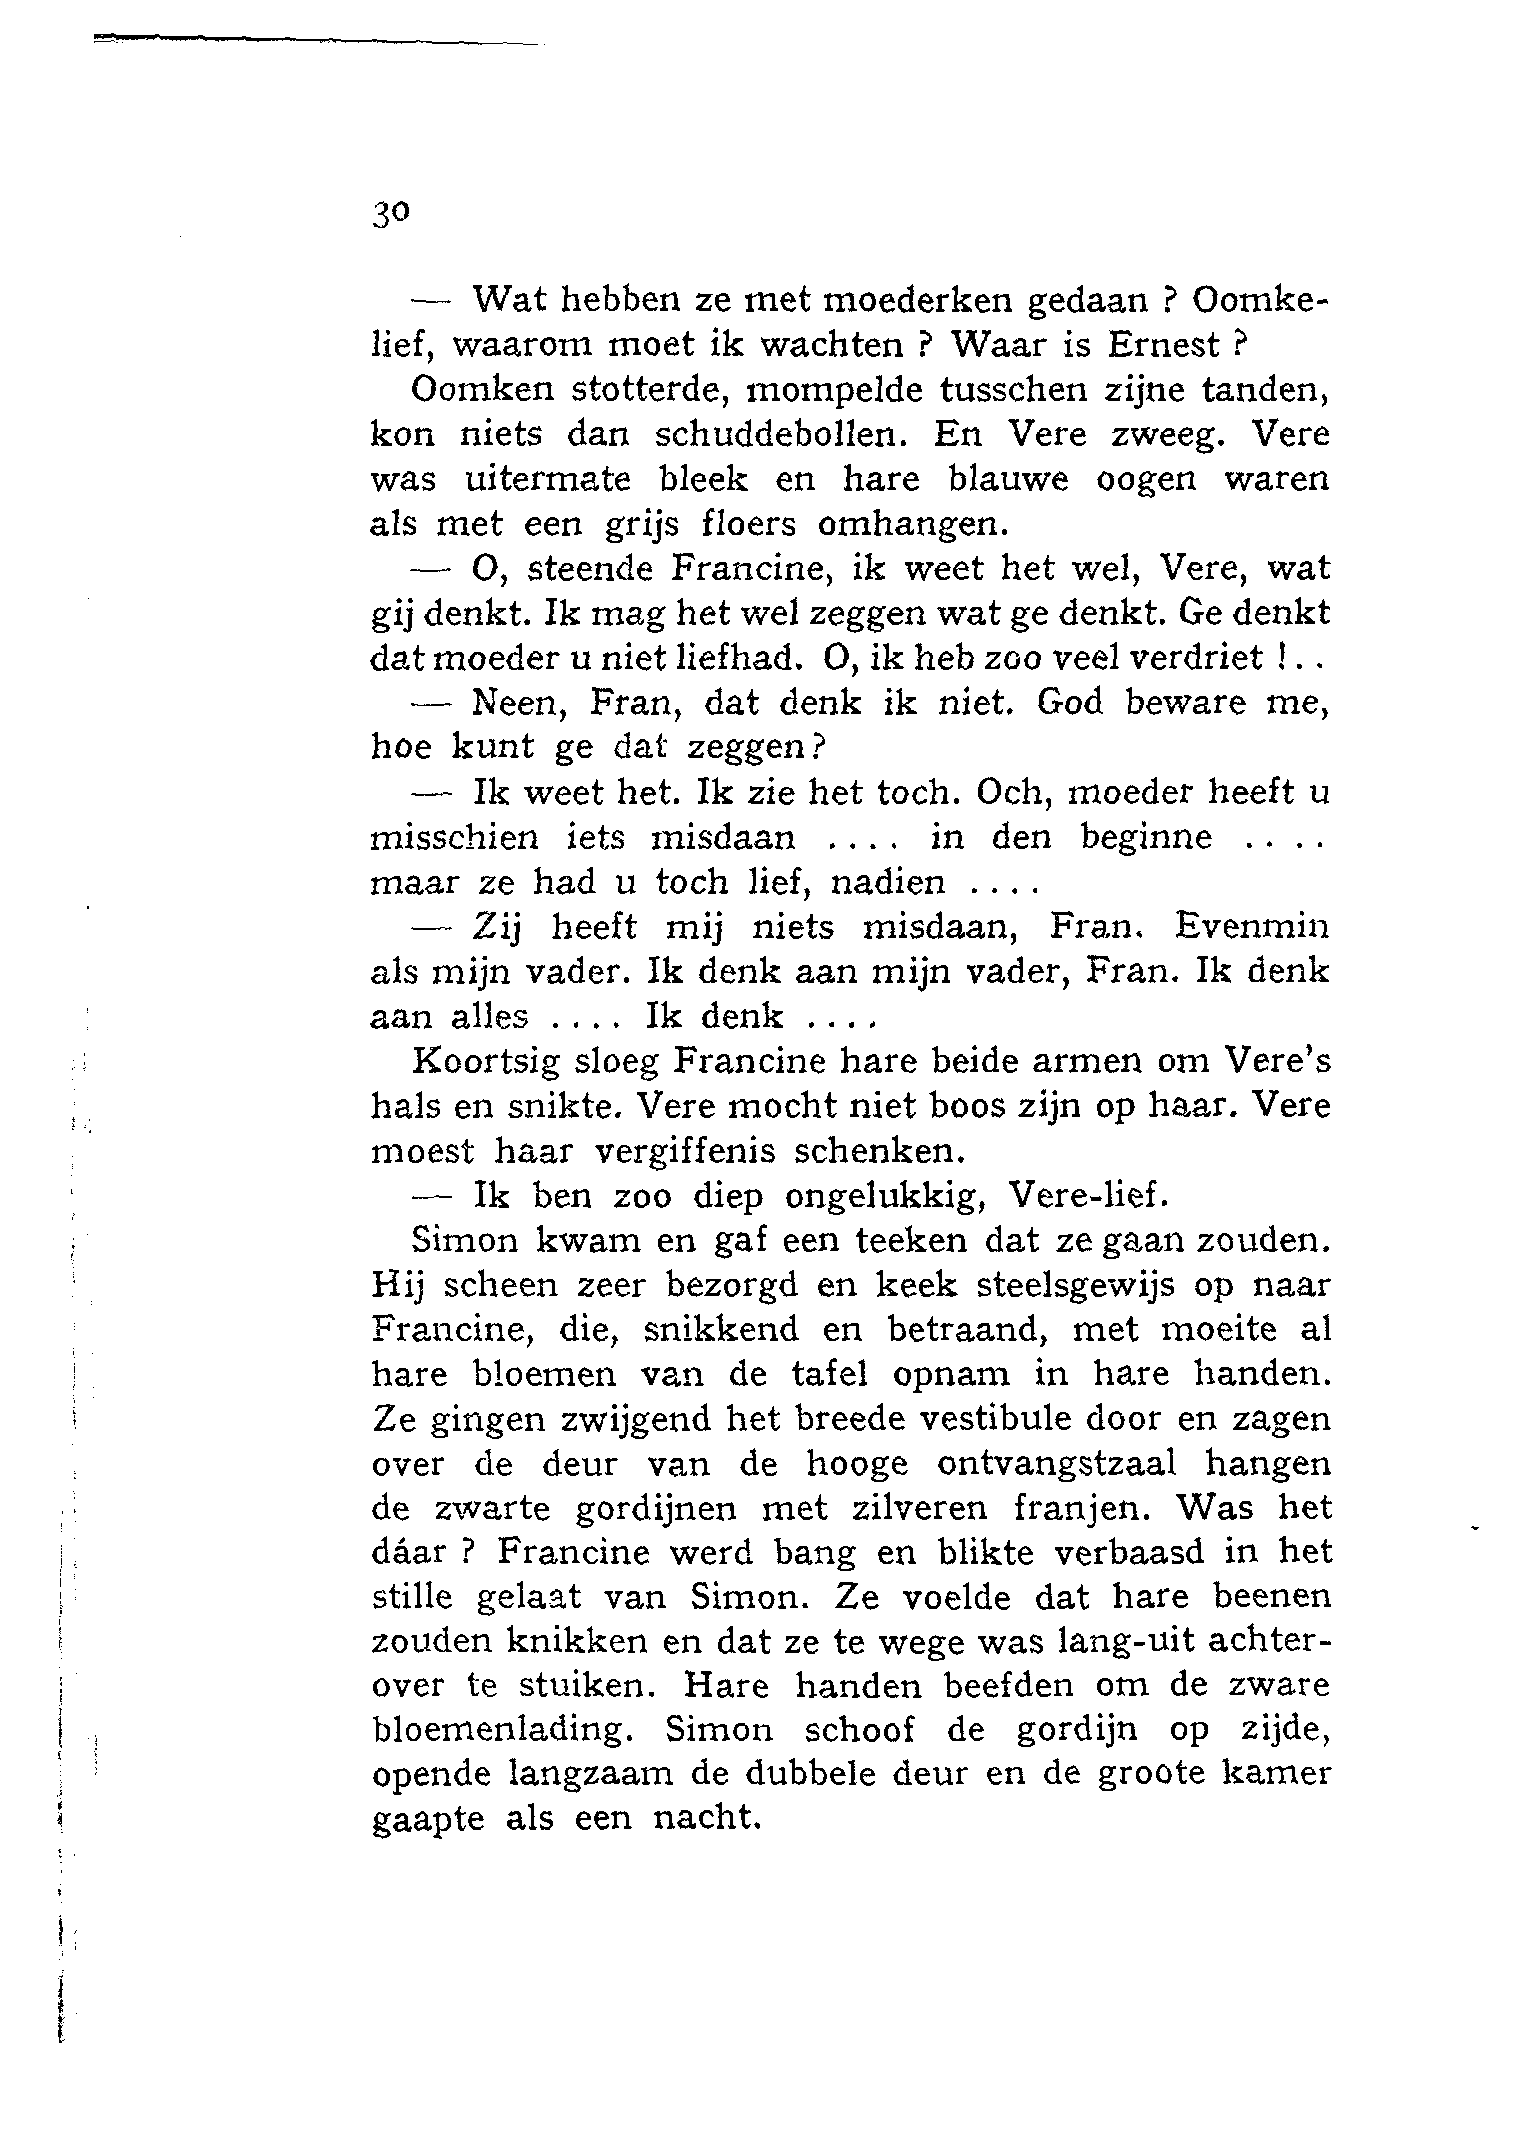 30
— Wat hebben ze met moederken gedaan ? Oomke-
lief, waarom moet ik wachten ? Waar is Ernest ?
Oomken stotterde, mompelde tusschen zijne tanden,
kon niets dan schuddebollen. En Vere zweeg. Vere
was uitermate bleek en hare blauwe oogen waren
als met een grijs floers omhangen.
— O, steende Francine, ik weet het wel, Vere, wat
gij denkt. Ik mag het wel zeggen wat ge denkt. Ge denkt
dat moeder u niet liefhad. O, ik heb zoo veel verdriet !. .
— Neen, Fran, dat denk ik niet. God beware me,
hoe kunt ge dat zeggen?
— Ik weet het. Ik zie het toch. Och, moeder heeft u
misschien iets misdaan .... in den beginne ....
maar ze had u toch lief, nadien ....
— Zij heeft mij niets misdaan, Fran. Evenmin
als mijn vader. Ik denk aan mijn vader, Fran. Ik denk
aan alles .... Ik denk ....
Koortsig sloeg Francine hare beide armen om Vere's
hals en snikte. Vere mocht niet boos zijn op haar. Vere
moest haar vergiffenis schenken.
— Ik ben zoo diep ongelukkig, Vere-lief.
Simon kwam en gaf een teeken dat ze gaan zouden.
Hij scheen zeer bezorgd en keek steelsgewijs op naar
Francine, die, snikkend en betraand, met moeite al
hare bloemen van de tafel opnam in hare handen.
Ze gingen zwijgend het breede vestibule door en zagen
over de deur van de hooge ontvangstzaal hangen
de zwarte gordijnen met zilveren franjen. Was het
dáar ? Francine werd bang en blikte verbaasd in het
stille gelaat van Simon. Ze voelde dat hare beenen
zouden knikken en dat ze te wege was lang-uit achter-
over te stuiken. Hare handen beefden om de zware
bloemenlading. Simon schoof de gordijn op zijde,
opende langzaam de dubbele deur en de groote kamer
gaapte als een nacht.